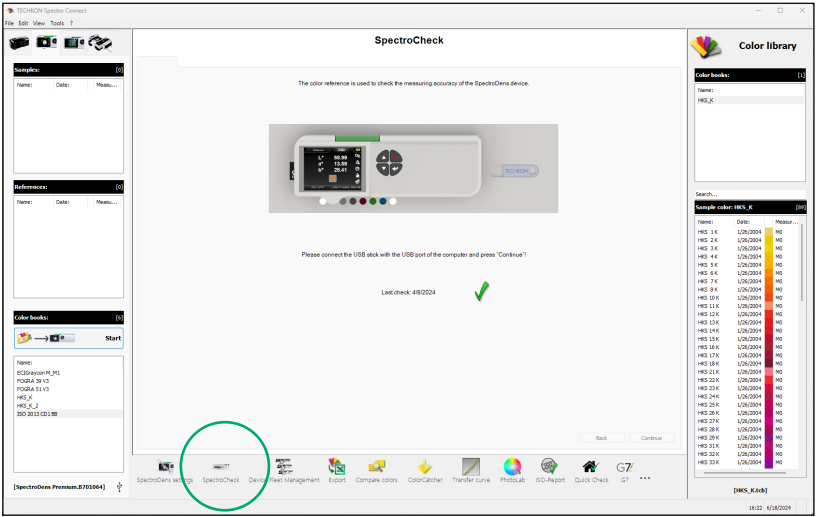 TECHKON Spectro Connect
File Edit View Tools ?
Samples: [0]
Name: Date: Measu...
References: [0]
Name: Date: Measu...
Color books: [6]
Start
Name:
ECIGraycon M_M1
FOGRA 39 V3
FOGRA 51 V3
HKS_K
HKS_K_2
ISO 2013 CD1 BB
[SpectroDens Premium.B701064]
SpectroCheck
The color reference is used to check the measuring accuracy of the SpectroDens device.
L* 58.99
a* 13.59
b* 28.41
TECHKON
Please connect the USB stick with the USB port of the computer and press "Continue"!
Last check: 4/8/2024
Back Continue
SpectroDens settings SpectroCheck Device Fleet Management Export Compare colors ColorCatcher Transfer curve PhotoLab ISO-Report Quick Check G7
G7
Color library
Color books: [1]
Name:
HKS_K
Search...
Sample color: HKS_K [89]
Name: Date: Measur...
HKS 1 K 1/26/2004 M0
HKS 2 K 1/26/2004 M0
HKS 3 K 1/26/2004 M0
HKS 4 K 1/26/2004 M0
HKS 5 K 1/26/2004 M0
HKS 6 K 1/26/2004 M0
HKS 7 K 1/26/2004 M0
HKS 8 K 1/26/2004 M0
HKS 10 K 1/26/2004 M0
HKS 11 K 1/26/2004 M0
HKS 12 K 1/26/2004 M0
HKS 13 K 1/26/2004 M0
HKS 14 K 1/26/2004 M0
HKS 15 K 1/26/2004 M0
HKS 16 K 1/26/2004 M0
HKS 17 K 1/26/2004 M0
HKS 18 K 1/26/2004 M0
HKS 21 K 1/26/2004 M0
HKS 22 K 1/26/2004 M0
HKS 23 K 1/26/2004 M0
HKS 24 K 1/26/2004 M0
HKS 25 K 1/26/2004 M0
HKS 26 K 1/26/2004 M0
HKS 27 K 1/26/2004 M0
HKS 28 K 1/26/2004 M0
HKS 29 K 1/26/2004 M0
HKS 31 K 1/26/2004 M0
HKS 32 K 1/26/2004 M0
HKS 33 K 1/26/2004 M0
[HKS_K.tcb]
16:22 6/18/2024